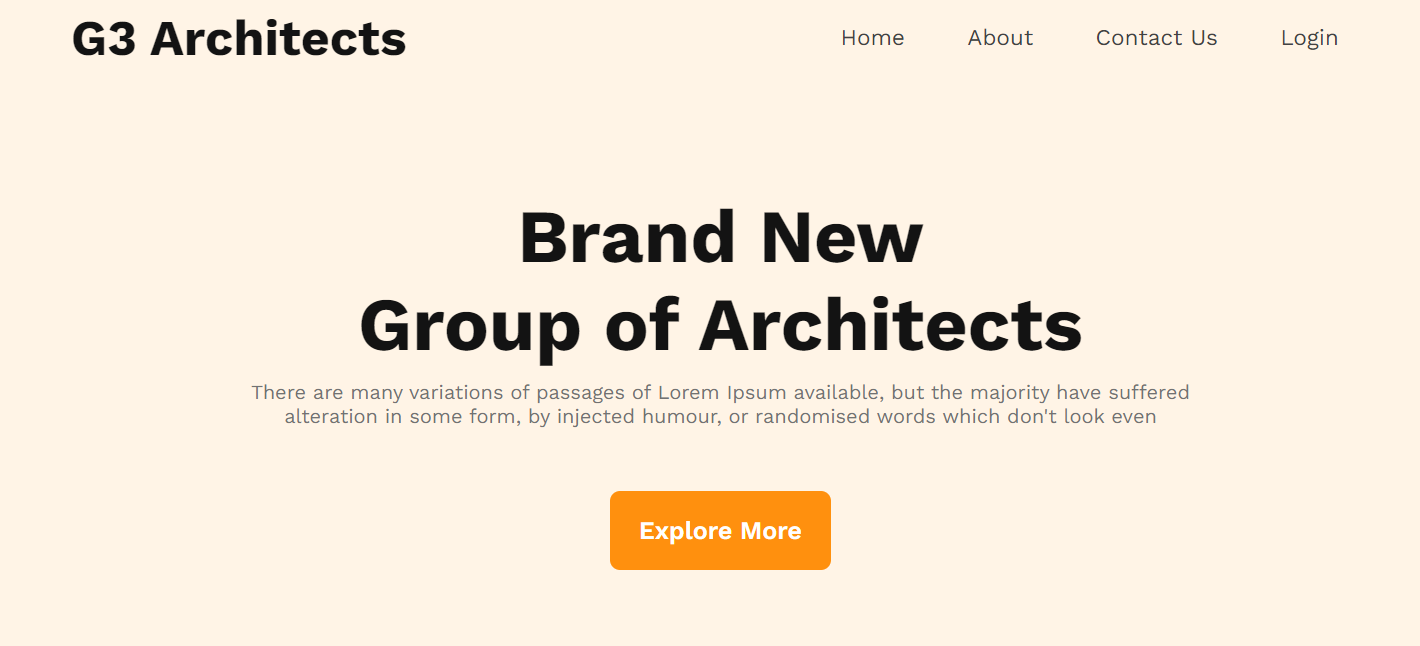 G3 Architects
Home About Contact Us Login
Brand New
Group of Architects
There are many variations of passages of Lorem Ipsum available, but the majority have suffered
alteration in some form, by injected humour, or randomised words which don't look even
Explore More